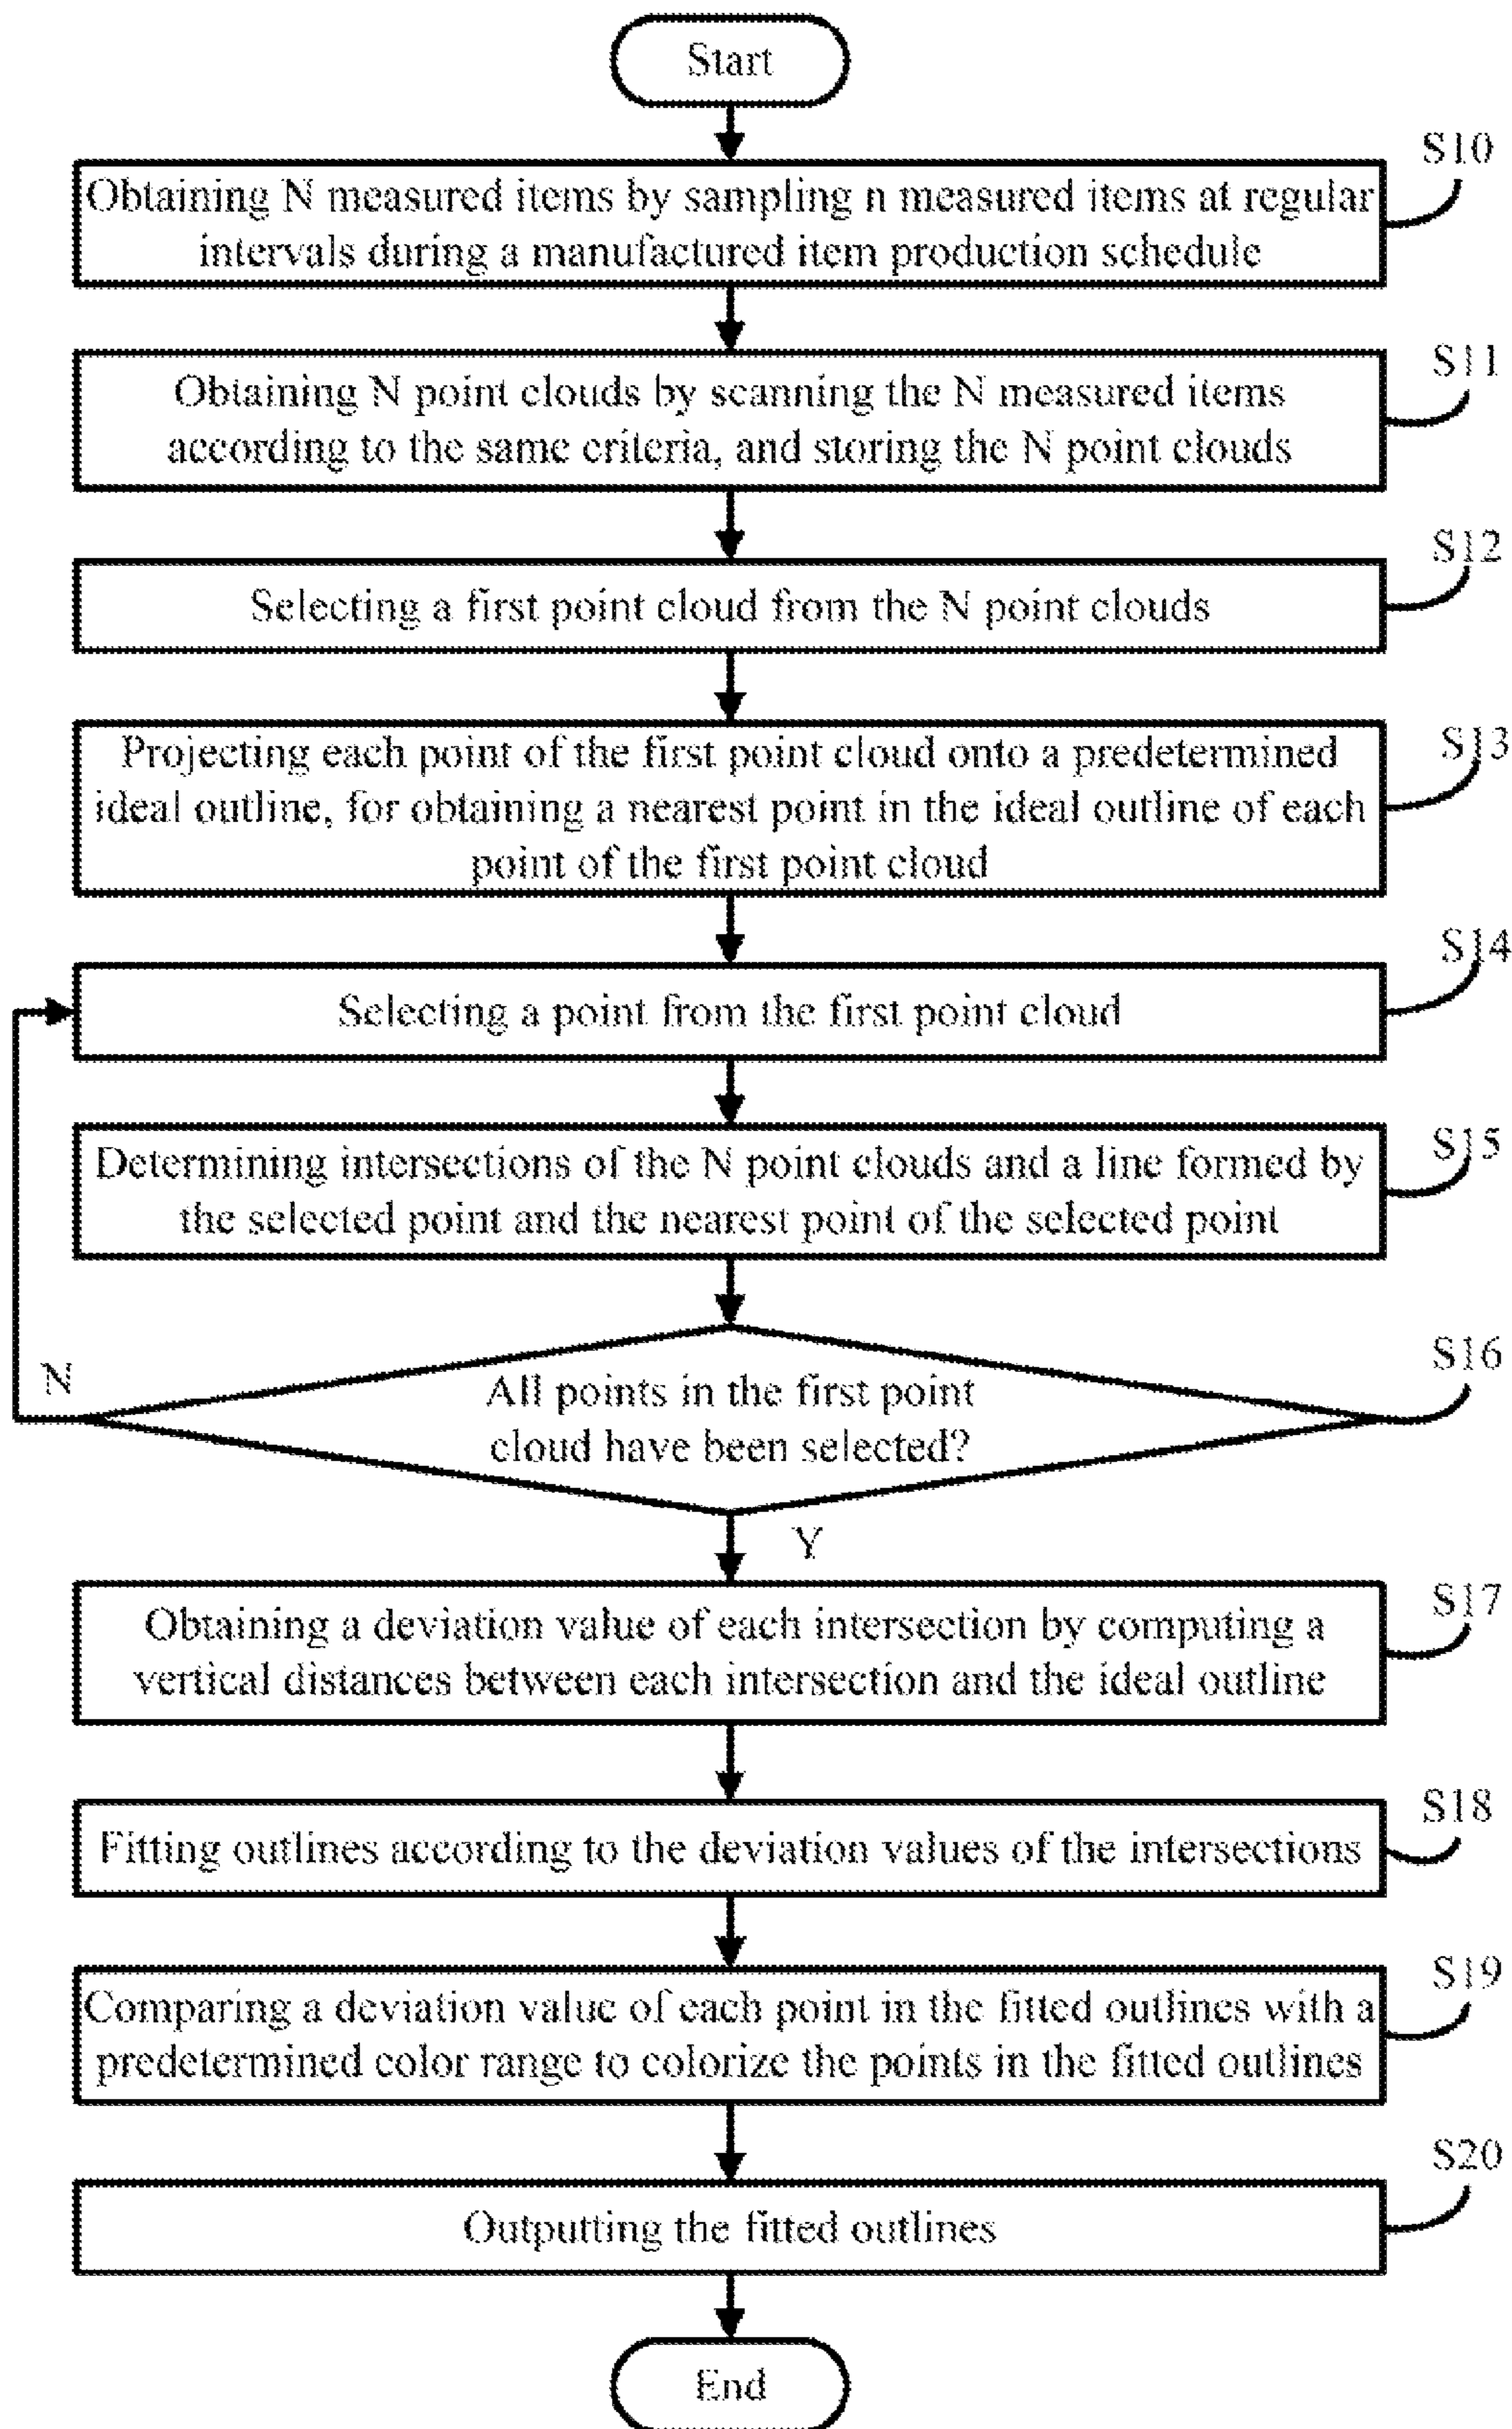 Start
S10
Obtaining N measured items by sampling n measured items at regular
intervals during a manufactured item production schedule
S11
Obtaining N point clouds by scanning the N measured items
according to the same criteria, and storing the N point clouds
S12
Selecting a first point cloud from the N point clouds
S13
Projecting each point of the first point cloud onto a predetermined
ideal outline, for obtaining a nearest point in the ideal outline of each
point of the first point cloud
S14
Selecting a point from the first point cloud
S15
Determining intersections of the N point clouds and a line formed by
the selected point and the nearest point of the selected point
S16
N
All points in the first point
cloud have been selected?
Y
S17
Obtaining a deviation value of each intersection by computing a
vertical distances between each intersection and the ideal outline
S18
Fitting outlines according to the deviation values of the intersections
S19
Comparing a deviation value of each point in the fitted outlines with a
predetermined color range to colorize the points in the fitted outlines
S20
Outputting the fitted outlines
End